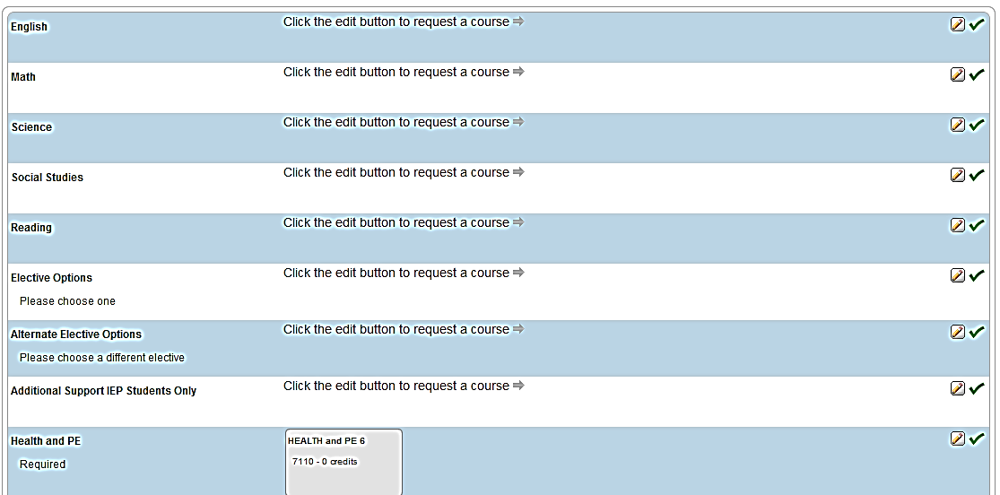 English
Click the edit button to request a course
Math
Click the edit button to request a course
Science
Click the edit button to request a course
Social Studies
Click the edit button to request a course
Reading
Click the edit button to request a course
Elective Options
Click the edit button to request a course
Please choose one
Alternate Elective Options
Click the edit button to request a course
Please choose a different elective
Additional Support IEP Students Only
Click the edit button to request a course
Health and PE
Required
HEALTH and PE 6
7110 - 0 credits